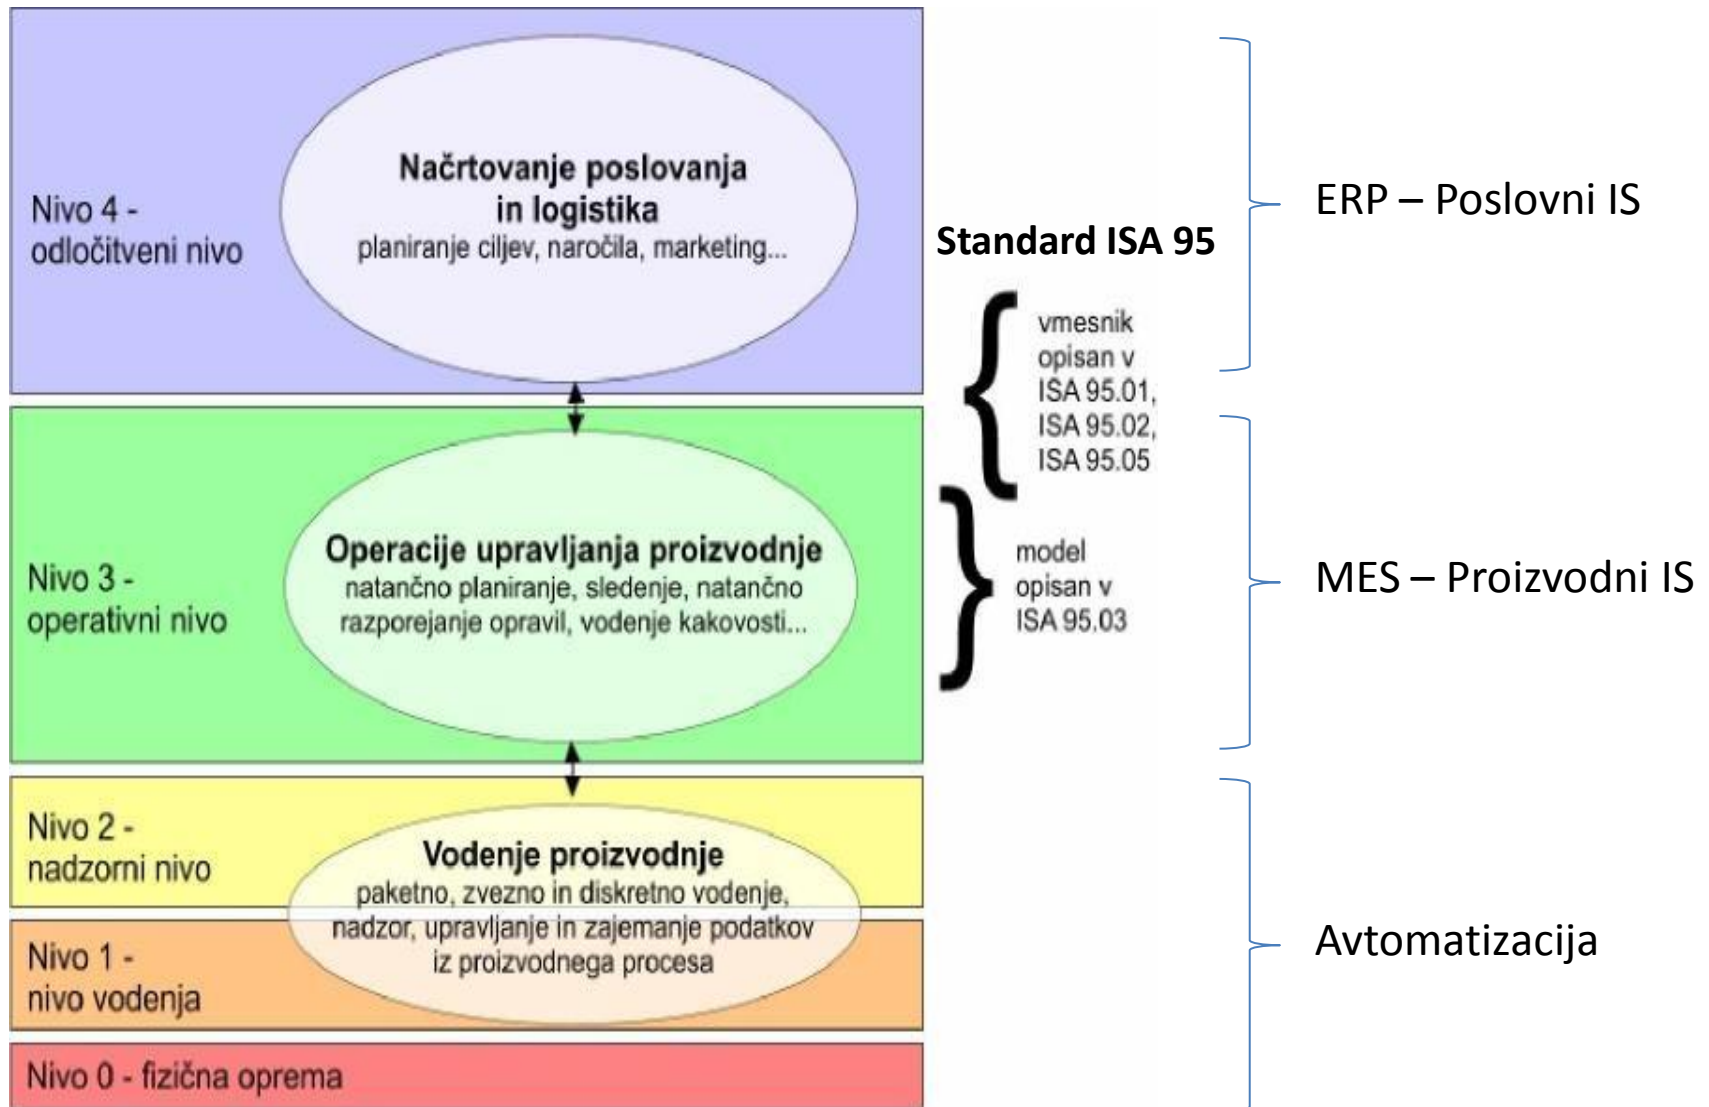 Nivo 4 -
odločitveni nivo
Načrtovanje poslovanja
in logistika
planiranje ciljev, naročila, marketing...
Standard ISA 95
vmesnik
opisan v
ISA 95.01,
ISA 95.02,
ISA 95.05
ERP – Poslovni IS
Nivo 3 -
operativni nivo
Operacije upravljanja proizvodnje
natančno planiranje, sledenje, natančno
razporejanje opravil, vodenje kakovosti...
model
opisan v
ISA 95.03
MES – Proizvodni IS
Nivo 2 -
nadzorni nivo
Vodenje proizvodnje
paketno, zvezno in diskretno vodenje,
nadzor, upravljanje in zajemanje podatkov
iz proizvodnega procesa
Nivo 1 -
nivo vodenja
Avtomatizacija
Nivo 0 - fizična oprema